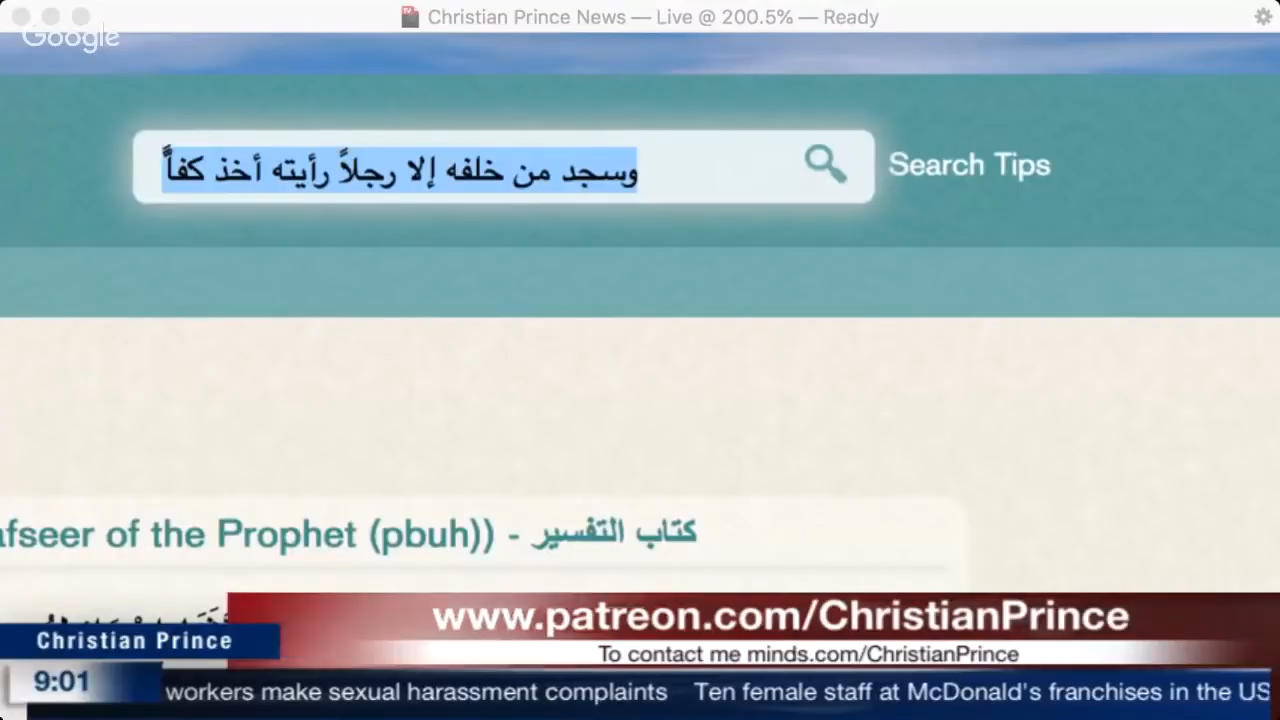 Christian Prince News — Live @ 200.5% — Ready
Google
وسجد من خلفه إلا رجلاً رأيته أخذ كفاً
Search Tips
afseer of the Prophet (pbuh)) - كتاب التفسير
www.patreon.com/ChristianPrince
Christian Prince
To contact me minds.com/ChristianPrince
9:01
workers make sexual harassment complaints Ten female staff at McDonald's franchises in the US